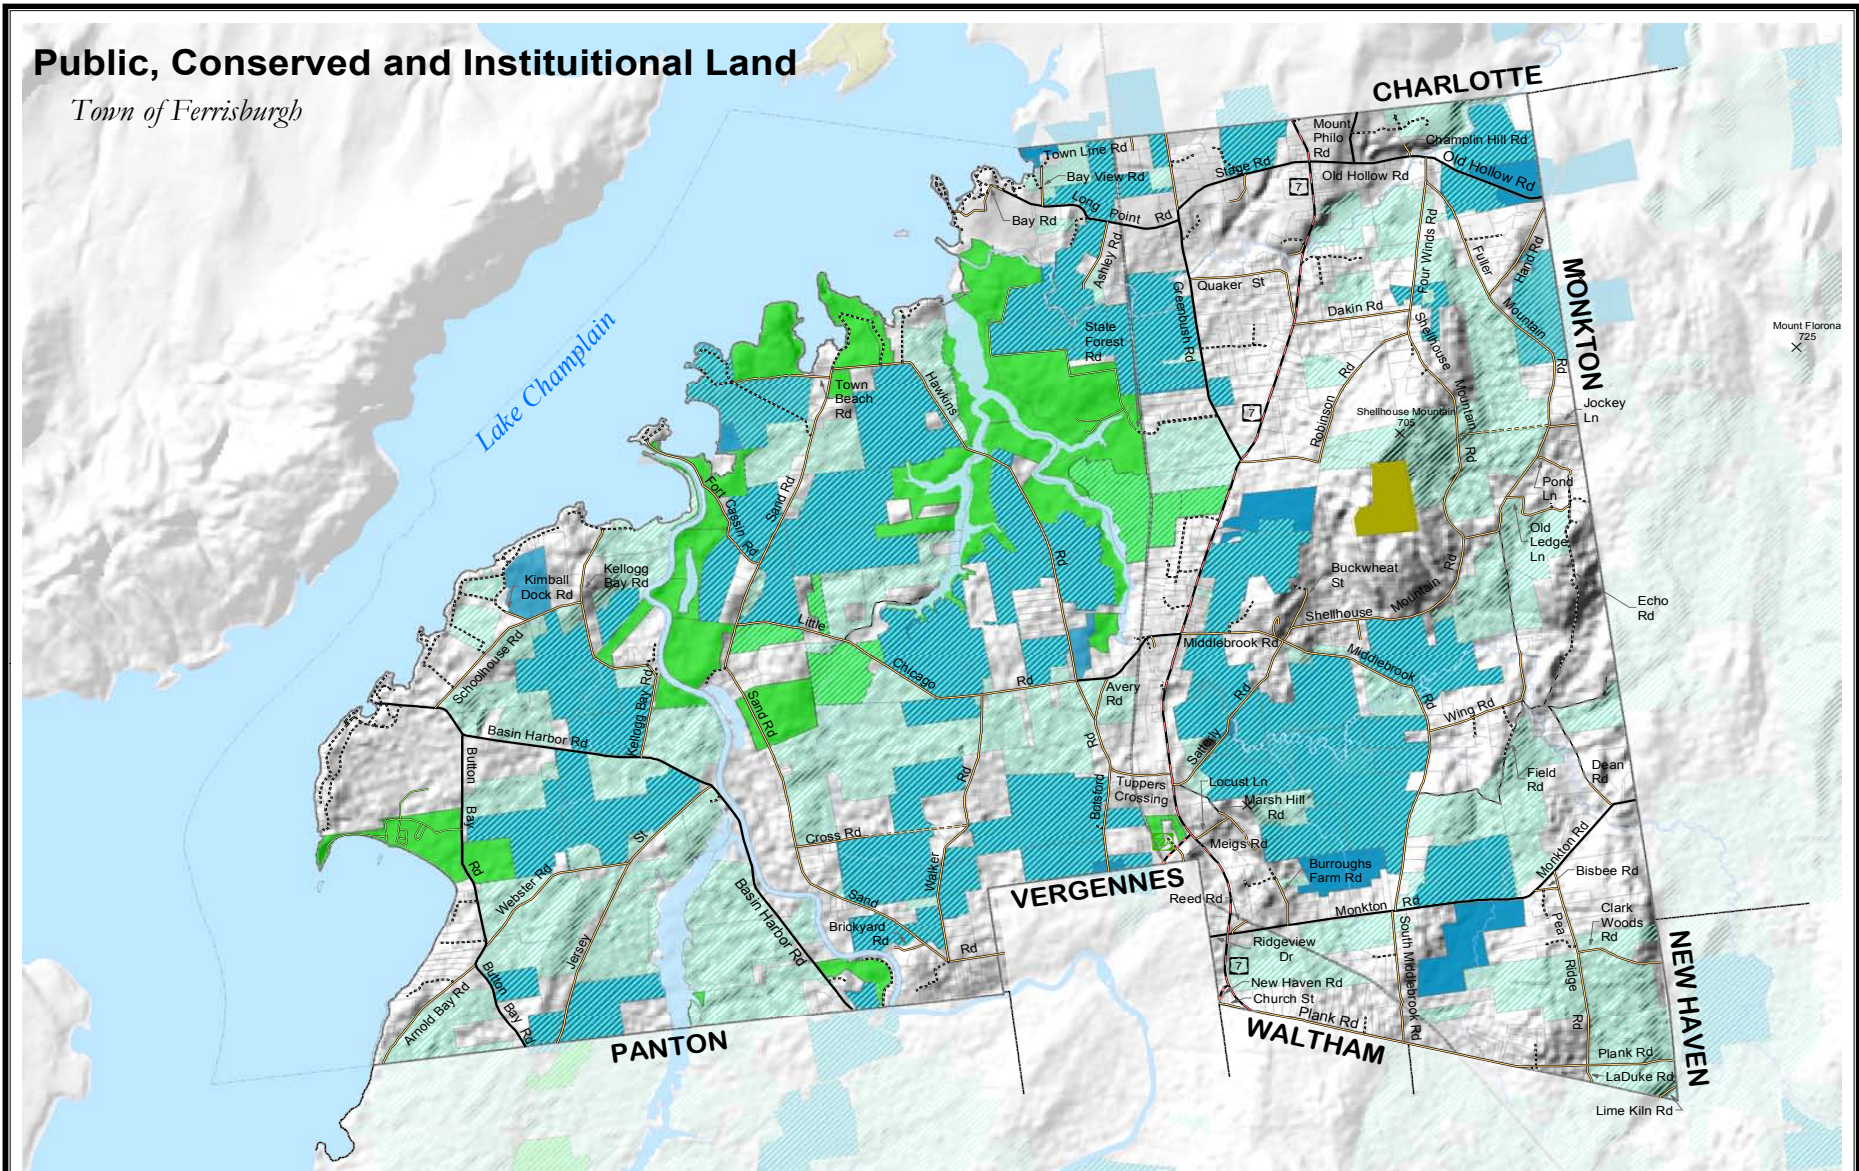 Public, Conserved and Instituitional Land
Town of Ferrisburgh
CHARLOTTE
Mount
Philo
Rd
Champlin Hill Rd
Old Hollow Rd
Old Hollow Rd
Town Line Rd
Bay View Rd
Stage Rd
7
Long Point Rd
Bay Rd
Ashley Rd
Four Winds Rd
Fuller
Hand Rd
MONKTON
Quaker St
Greenbush Rd
Dakin Rd
Mountain
Rd
State
Forest
Rd
Shellhouse
Mountain
Rd
Mount Florona
725
Lake Champlain
Town
Beach
Rd
Hawkins
Rd
7
Robinson Rd
Shellhouse Mountain
705
Jockey
Ln
Pond
Ln
Old
Ledge
Ln
Fort Cassin Rd
Sand Rd
Kimball
Dock Rd
Kellogg
Bay Rd
Buckwheat
St
Shellhouse Mountain Rd
Echo
Rd
Little
Chicago
Rd
Middlebrook Rd
Middlebrook
Rd
Schoolhouse Rd
Kellogg Bay Rd
Sand Rd
Avery
Rd
Satterly Rd
Wing Rd
Basin Harbor Rd
Button
Bay
Rd
Rd
Botsford
Tuppers
Crossing
Locust Ln
Marsh Hill
Rd
Field
Rd
Dean
Rd
Cross Rd
Walker
Rd
Meigs Rd
Webster Rd
St
Jersey
Burroughs
Farm Rd
Monkton Rd
Bisbee Rd
VERGENNES
Reed Rd
Monkton Rd
Basin Harbor Rd
Sand
Rd
Brickyard
Rd
Clark
Woods
Rd
Pea
Ridge
Rd
Ridgeview
Dr
South Middlebrook Rd
7
New Haven Rd
Church St
Plank Rd
Arnold Bay Rd
Button Bay Rd
PANTON
WALTHAM
NEW HAVEN
Plank Rd
LaDuke Rd
Lime Kiln Rd